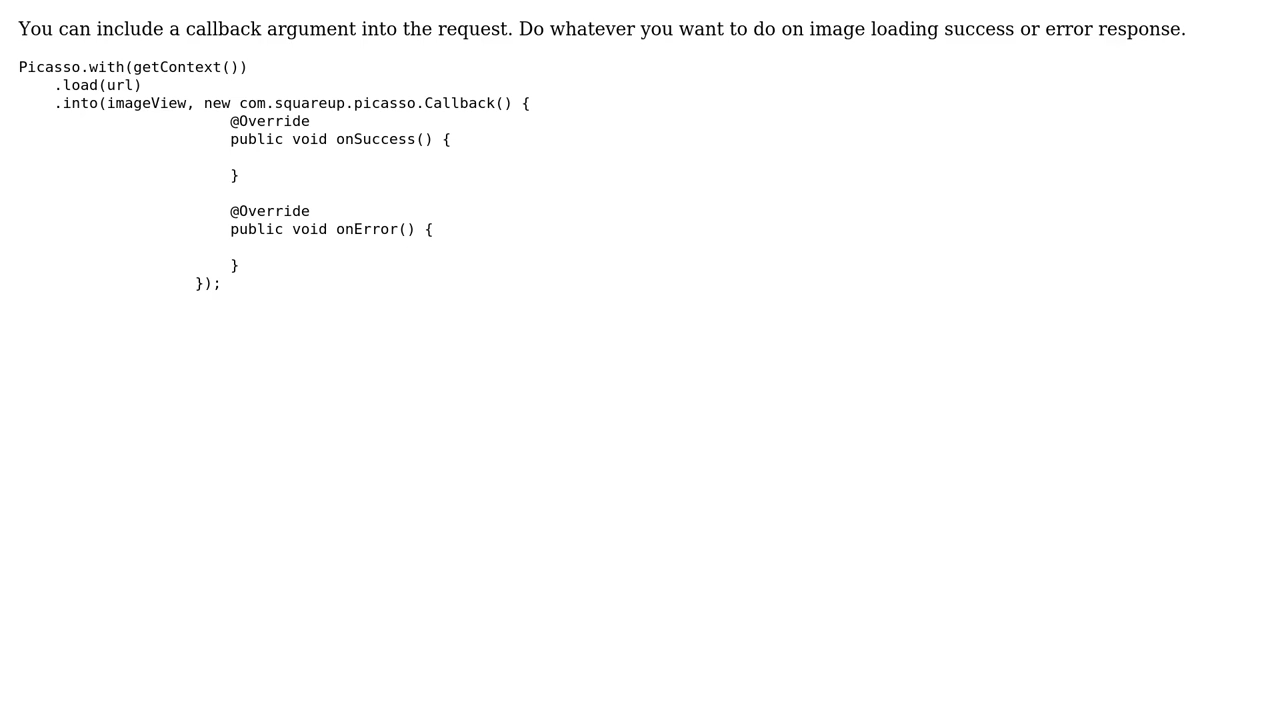 You can include a callback argument into the request. Do whatever you want to do on image loading success or error response.
Picasso.with(getContext())
    .load(url)
    .into(imageView, new com.squareup.picasso.Callback() {
                        @Override
                        public void onSuccess() {

                        }

                        @Override
                        public void onError() {

                        }
                    });